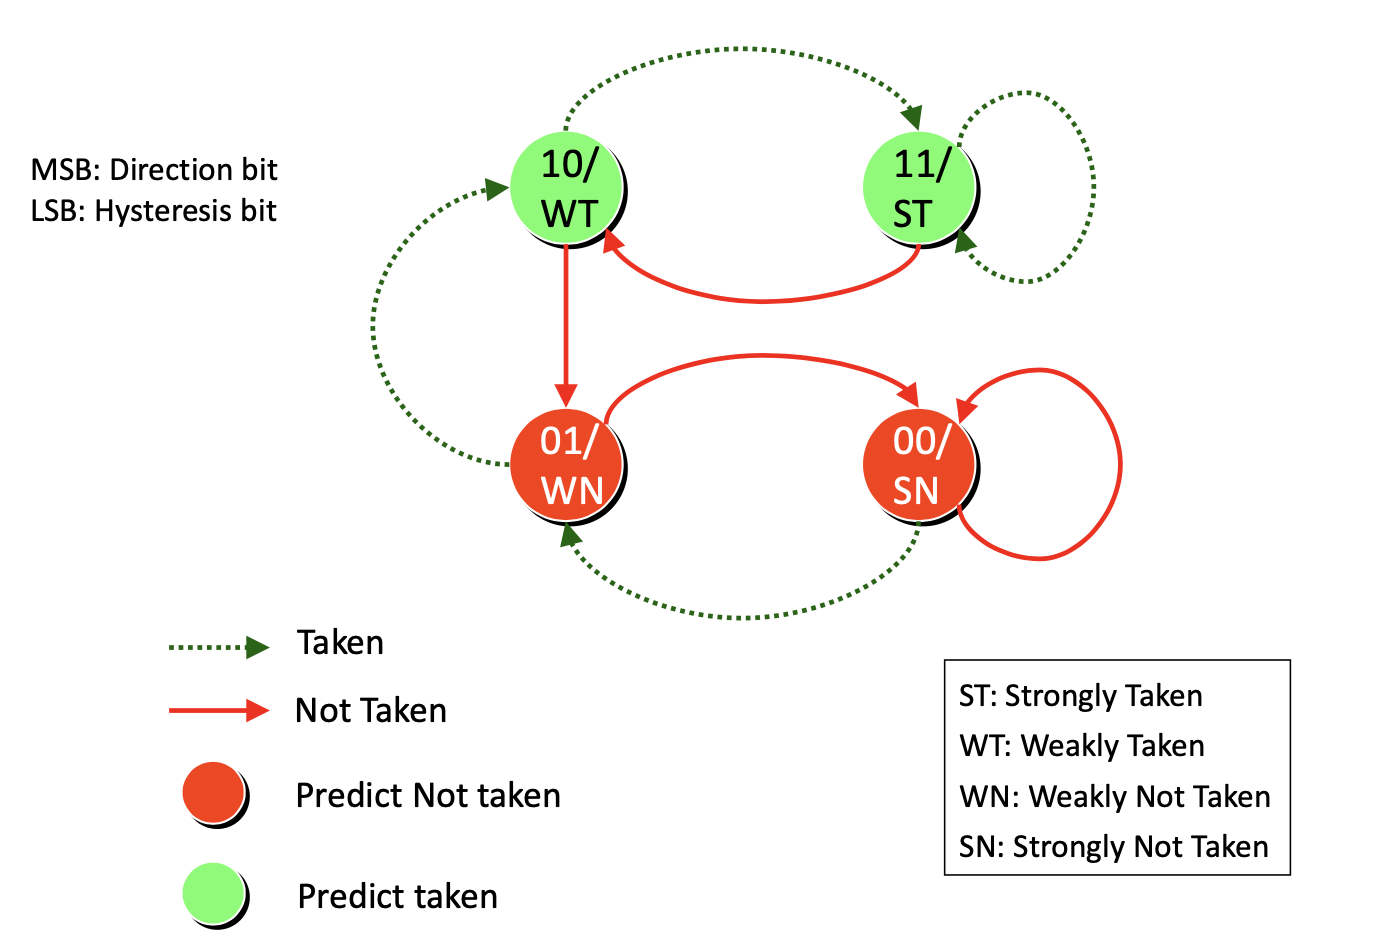 10/
WT
11/
ST
MSB: Direction bit
LSB: Hysteresis bit
01/
WN
00/
SN
Taken
Not Taken
Predict Not taken
Predict taken
ST: Strongly Taken
WT: Weakly Taken
WN: Weakly Not Taken
SN: Strongly Not Taken